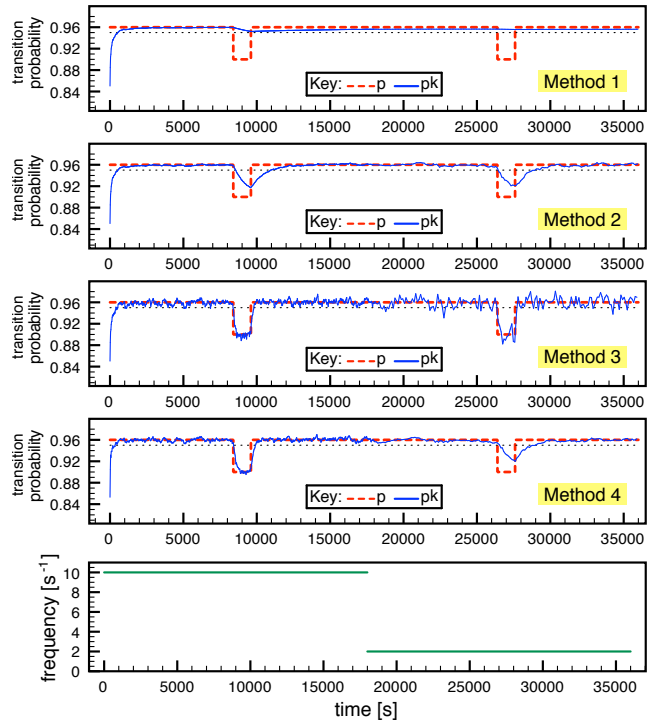 transition
probability
0.96
0.92
0.88
0.84
Key: p pk
Method 1
0 5000 10000 15000 20000 25000 30000 35000
transition
probability
0.96
0.92
0.88
0.84
Key: p pk
Method 2
0 5000 10000 15000 20000 25000 30000 35000
transition
probability
0.96
0.92
0.88
0.84
Key: p pk
Method 3
0 5000 10000 15000 20000 25000 30000 35000
transition
probability
0.96
0.92
0.88
0.84
Key: p pk
Method 4
0 5000 10000 15000 20000 25000 30000 35000
frequency [s⁻¹]
10
8
6
4
2
0
0 5000 10000 15000 20000 25000 30000 35000
time [s]